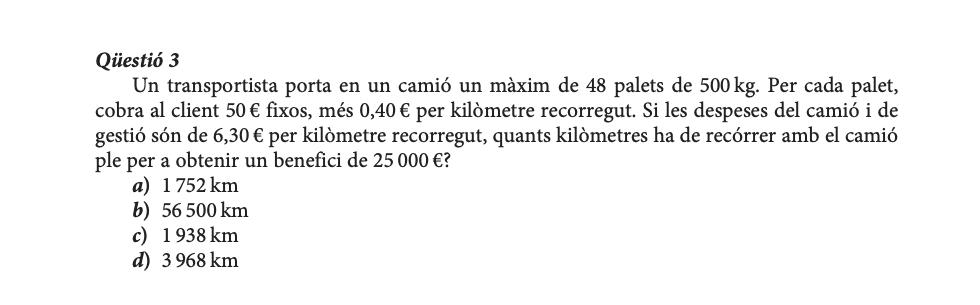 Qüestió 3
Un transportista porta en un camió un màxim de 48 palets de 500 kg. Per cada palet,
cobra al client 50 € fixos, més 0,40 € per kilòmetre recorregut. Si les despeses del camió i de
gestió són de 6,30 € per kilòmetre recorregut, quants kilòmetres ha de recórrer amb el camió
ple per a obtenir un benefici de 25 000 €?
a) 1 752 km
b) 56 500 km
c) 1 938 km
d) 3 968 km